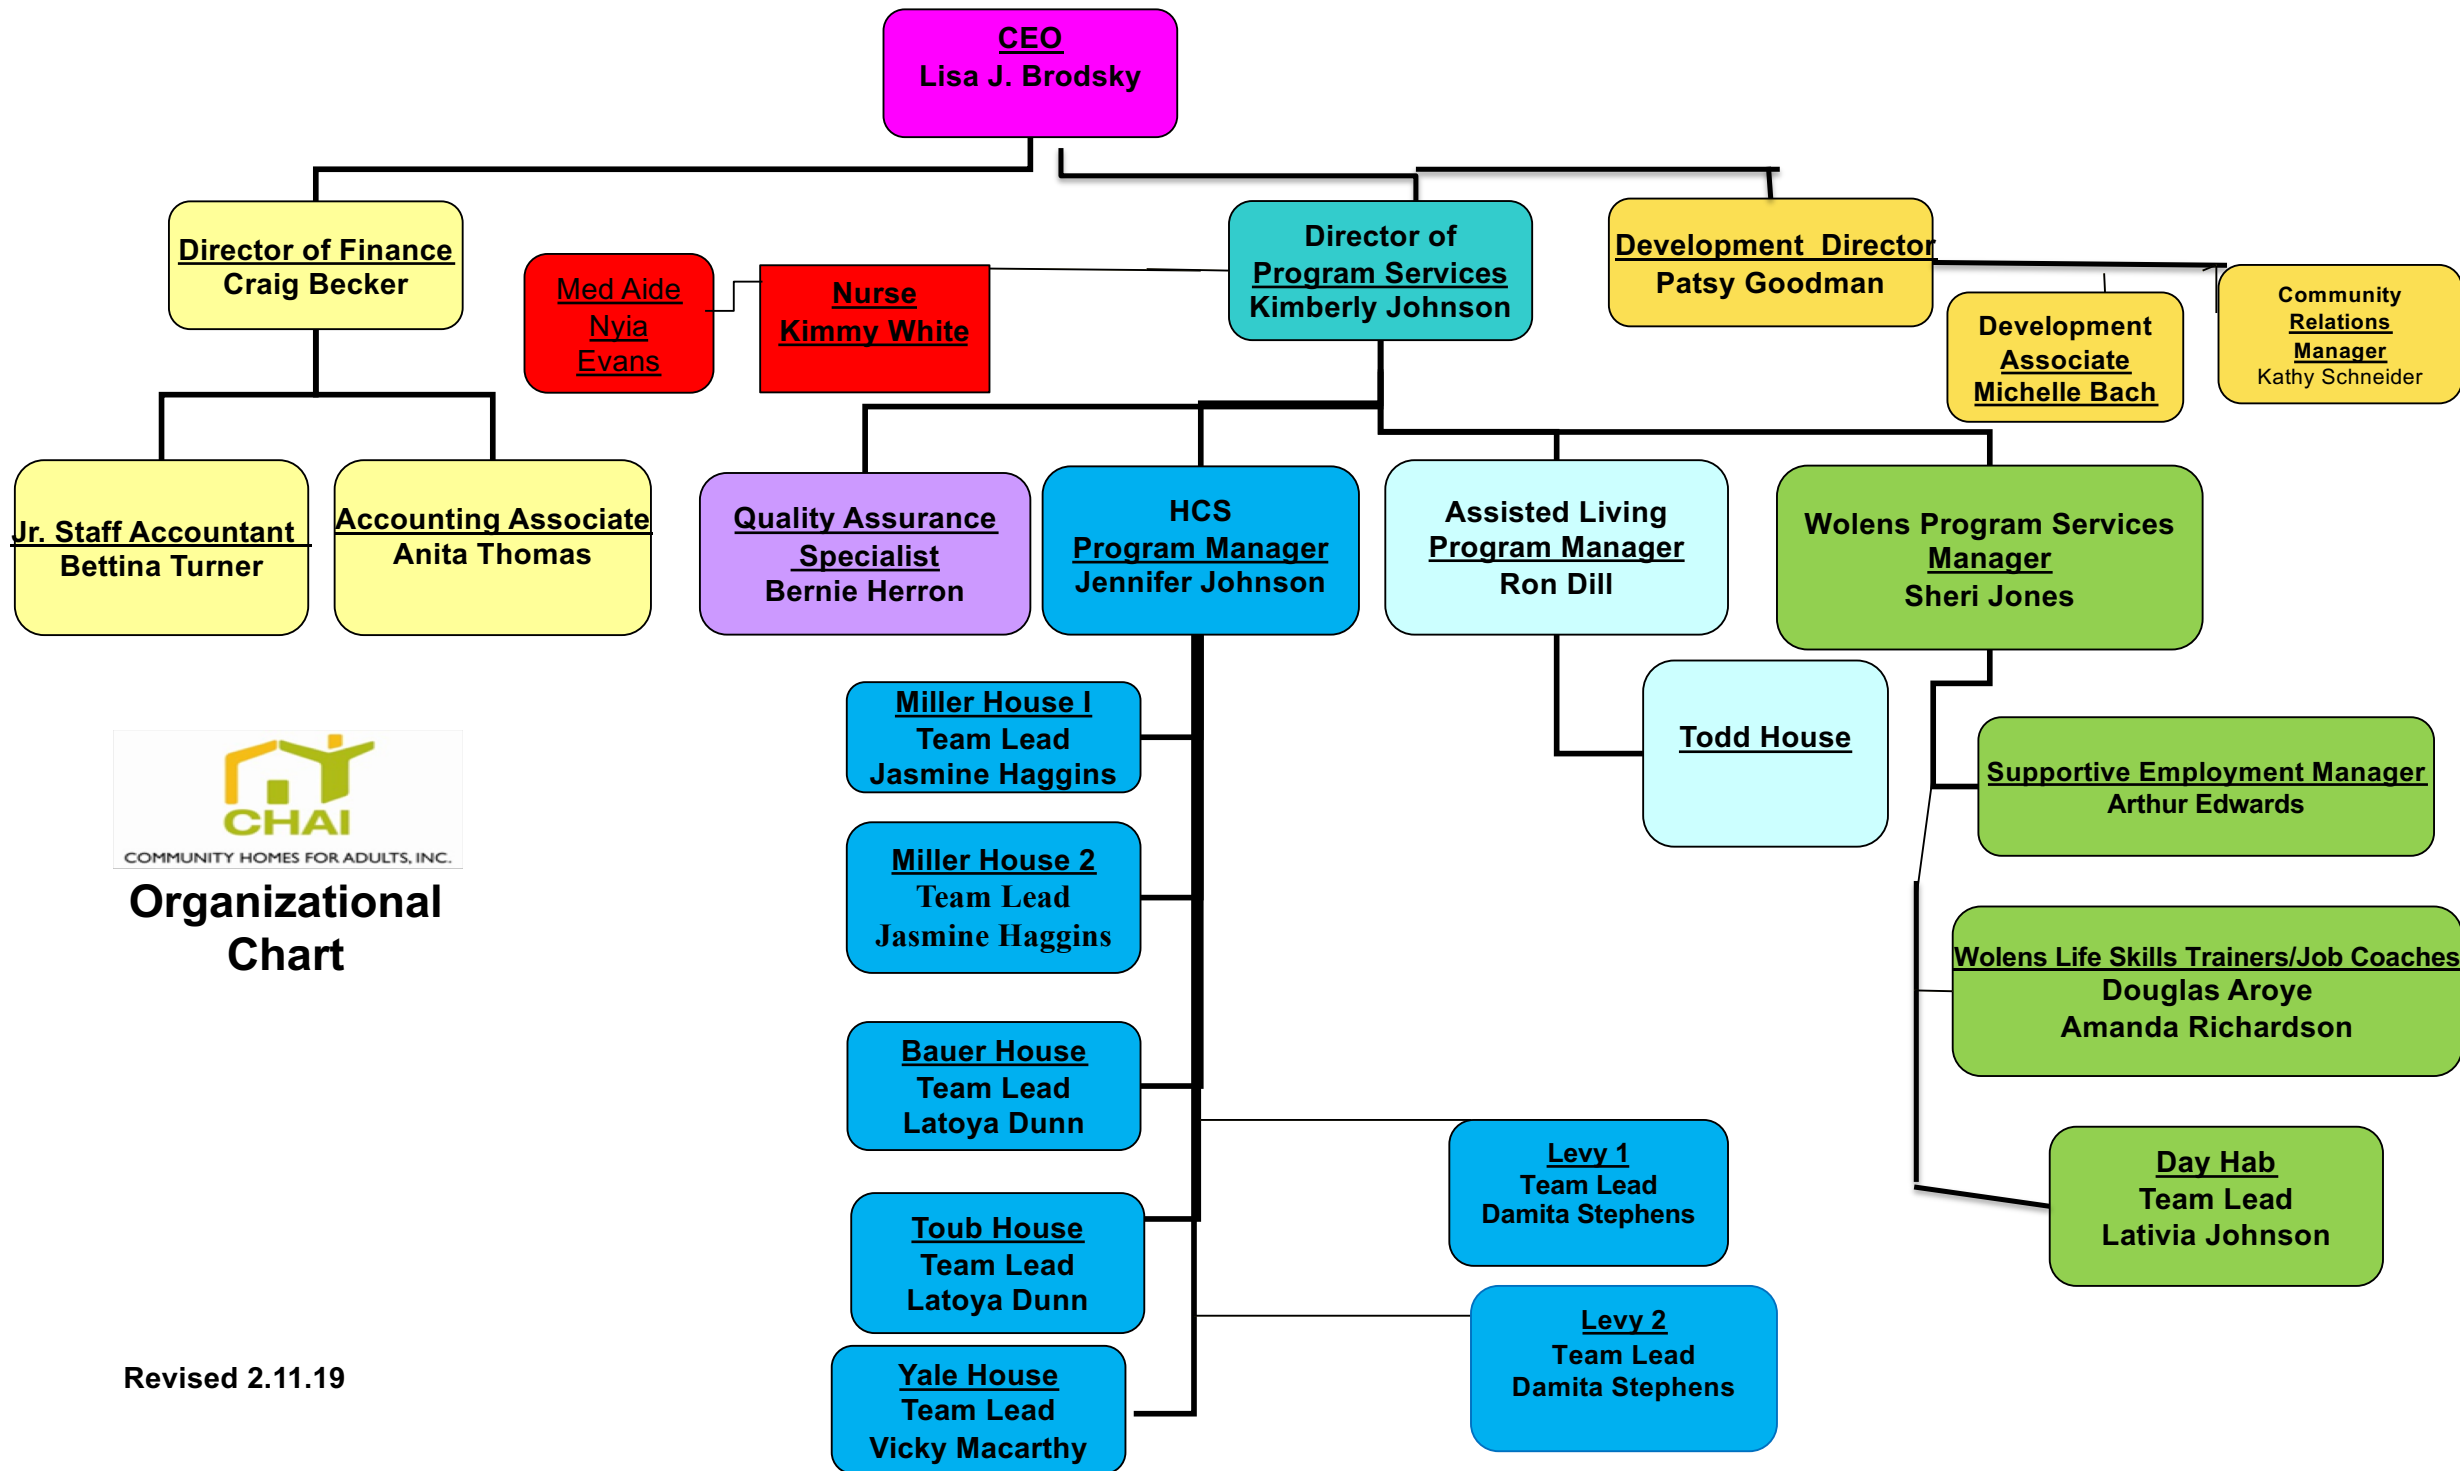 CEO
Lisa J. Brodsky
Director of Finance
Craig Becker
Med Aide
Nyia
Evans
Nurse
Kimmy White
Director of
Program Services
Kimberly Johnson
Development  Director
Patsy Goodman
Development
Associate
Michelle Bach
Community
Relations
Manager
Kathy Schneider
Jr. Staff Accountant
Bettina Turner
Accounting Associate
Anita Thomas
Quality Assurance
Specialist
Bernie Herron
HCS
Program Manager
Jennifer Johnson
Assisted Living
Program Manager
Ron Dill
Wolens Program Services
Manager
Sheri Jones
Miller House I
Team Lead
Jasmine Haggins
Miller House 2
Team Lead
Jasmine Haggins
Bauer House
Team Lead
Latoya Dunn
Toub House
Team Lead
Latoya Dunn
Yale House
Team Lead
Vicky Macarthy
Levy 1
Team Lead
Damita Stephens
Levy 2
Team Lead
Damita Stephens
Todd House
Supportive Employment Manager
Arthur Edwards
Wolens Life Skills Trainers/Job Coaches
Douglas Aroye
Amanda Richardson
Day Hab
Team Lead
Lativia Johnson
CHAI
COMMUNITY HOMES FOR ADULTS, INC.
Organizational
Chart
Revised 2.11.19